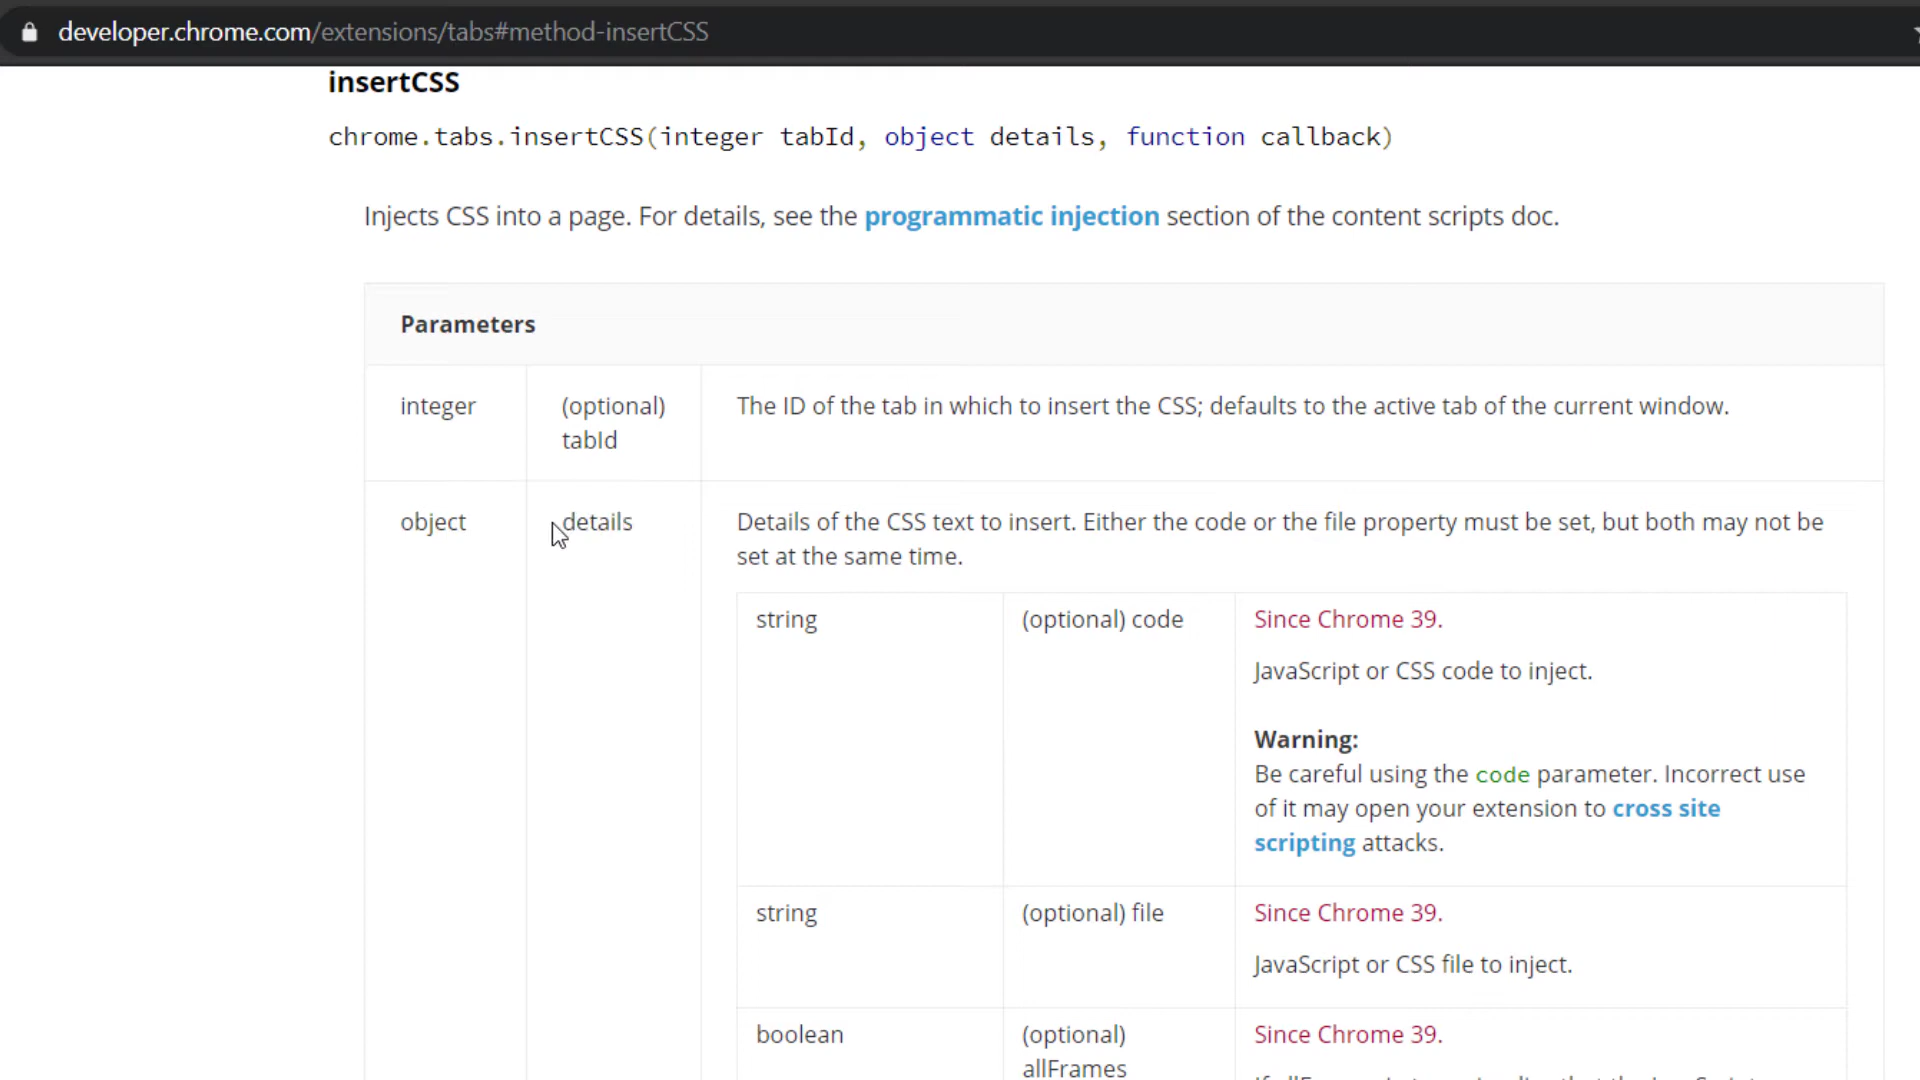 developer.chrome.com/extensions/tabs#method-insertCSS
insertCSS
chrome.tabs.insertCSS(integer tabId, object details, function callback)
Injects CSS into a page. For details, see the programmatic injection section of the content scripts doc.
Parameters
integer
(optional)
tabId
The ID of the tab in which to insert the CSS; defaults to the active tab of the current window.
object
details
Details of the CSS text to insert. Either the code or the file property must be set, but both may not be
set at the same time.
string
(optional) code
Since Chrome 39.
JavaScript or CSS code to inject.
Warning:
Be careful using the code parameter. Incorrect use
of it may open your extension to cross site
scripting attacks.
string
(optional) file
Since Chrome 39.
JavaScript or CSS file to inject.
boolean
(optional)
allFrames
Since Chrome 39.